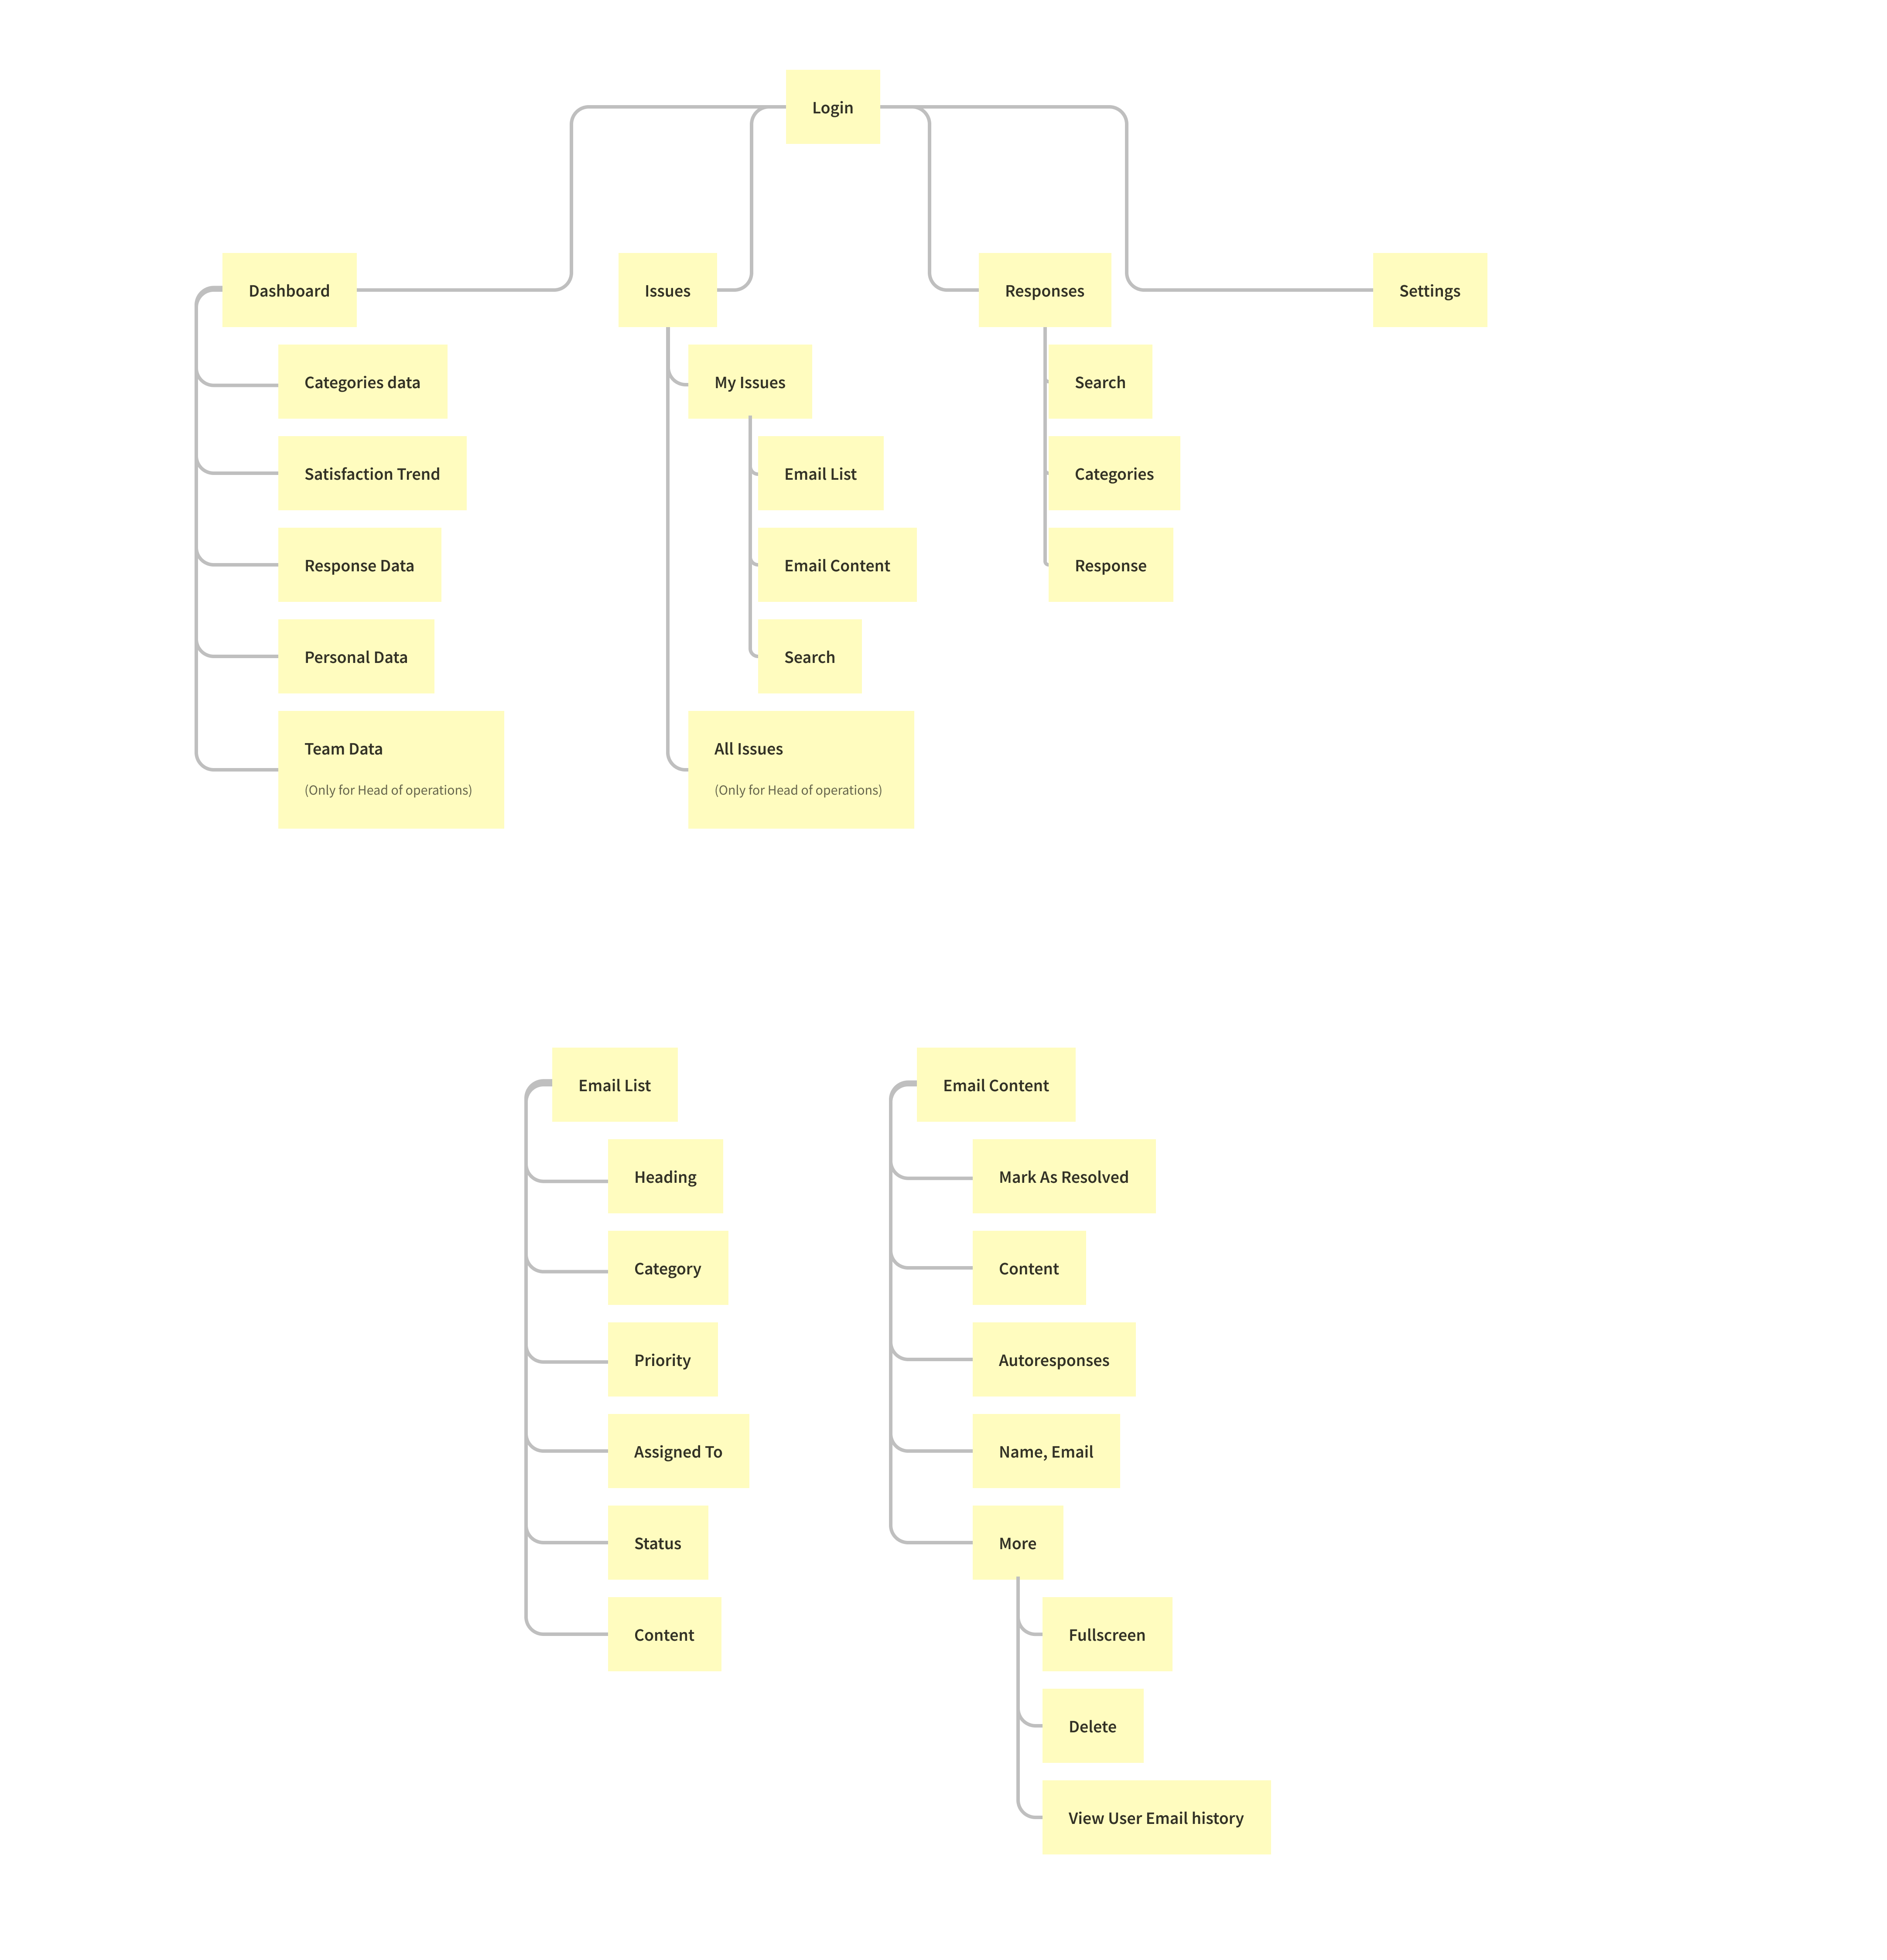 Login
Dashboard
Issues
Responses
Settings
Categories data
My Issues
Search
Satisfaction Trend
Email List
Categories
Response Data
Email Content
Response
Personal Data
Search
Team Data
(Only for Head of operations)
All Issues
(Only for Head of operations)
Email List
Email Content
Heading
Mark As Resolved
Category
Content
Priority
Autoresponses
Assigned To
Name, Email
Status
More
Content
Fullscreen
Delete
View User Email history